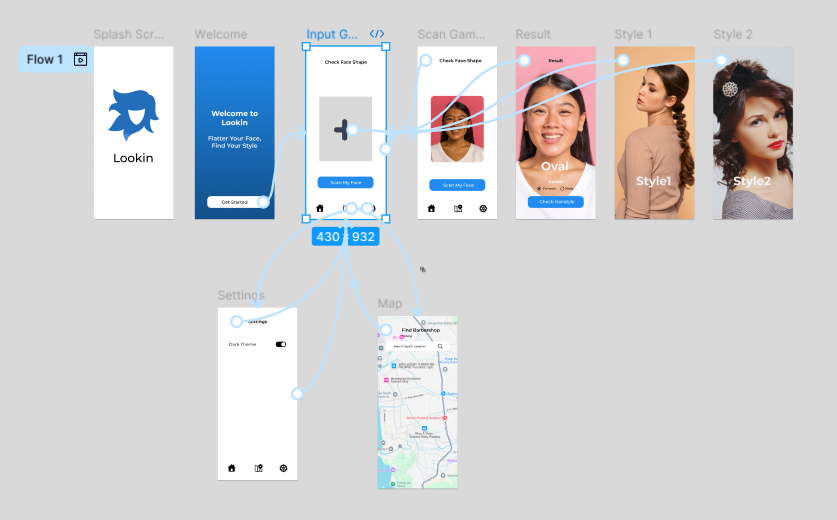 Flow 1
Splash Scr...
Lookin
Welcome
Welcome to
Lookin
Flatter Your Face,
Find Your Style
Get Started
Input G...
Check Face Shape
Scan My Face
430 × 932
Scan Gam...
Check Face Shape
Scan My Face
Result
Result
Oval
Gender
Check Hairstyle
Style 1
Style1
Style 2
Style2
Settings
Settings
Dark Theme
Map
Find Barbershop